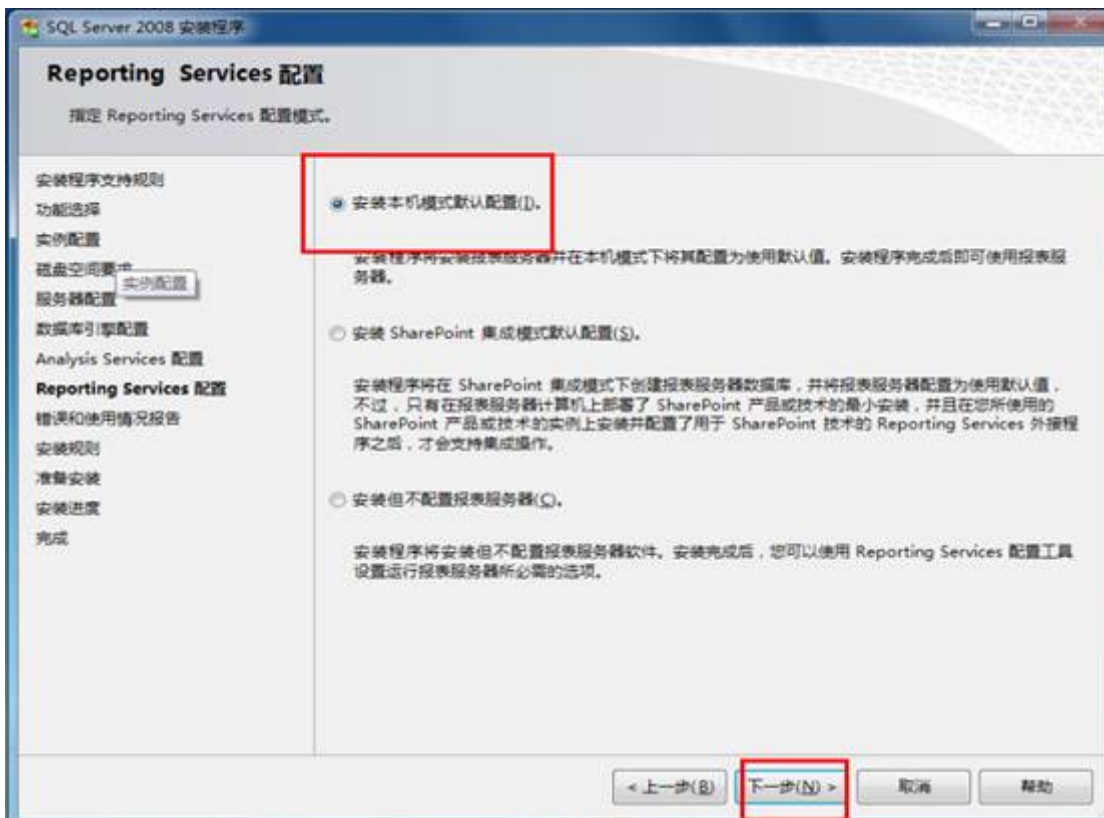 SQL Server 2008 安装程序
Reporting Services 配置
指定 Reporting Services 配置模式。
安装程序支持规则
功能选择
实例配置
磁盘空间要求
实例配置
服务器配置
数据库引擎配置
Analysis Services 配置
Reporting Services 配置
错误和使用情况报告
安装规则
准备安装
安装进度
完成
安装本机模式默认配置(I)。
安装程序将安装报表服务器并在本机模式下将其配置为使用默认值。安装程序完成后即可使用报表服
务器。
安装 SharePoint 集成模式默认配置(S)。
安装程序将在 SharePoint 集成模式下创建报表服务器数据库，并将报表服务器配置为使用默认值，
不过，只有在报表服务器计算机上部署了 SharePoint 产品或技术的最小安装，并且在您所使用的
SharePoint 产品或技术的实例上安装并配置了用于 SharePoint 技术的 Reporting Services 外接程
序之后，才会支持集成操作。
安装但不配置报表服务器(C)。
安装程序将安装但不配置报表服务器软件。安装完成后，您可以使用 Reporting Services 配置工具
设置运行报表服务器所必需的选项。
< 上一步(B)
下一步(N) >
取消
帮助